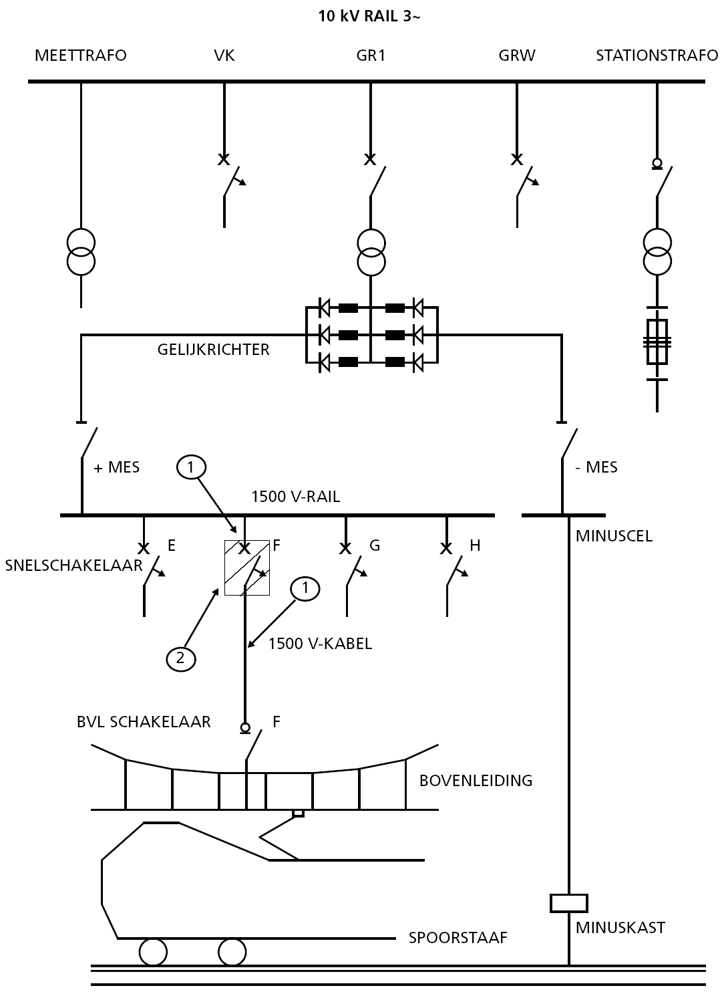 10 kV RAIL 3~
MEETTRAFO
VK
GR1
GRW
STATIONSTRAFO
GELIJKRICHTER
+ MES
1
- MES
1500 V-RAIL
MINUSCEL
E
F
G
H
SNELSCHAKELAAR
1
1500 V-KABEL
2
BVL SCHAKELAAR
F
BOVENLEIDING
MINUSKAST
SPOORSTAAF